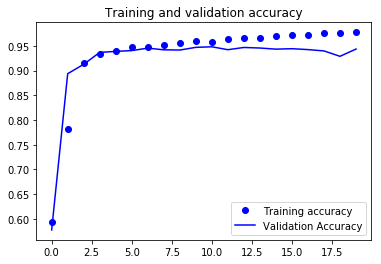 Training and validation accuracy
0.95
0.90
0.85
0.80
0.75
0.70
0.65
0.60
Training accuracy
Validation Accuracy
0.0 2.5 5.0 7.5 10.0 12.5 15.0 17.5